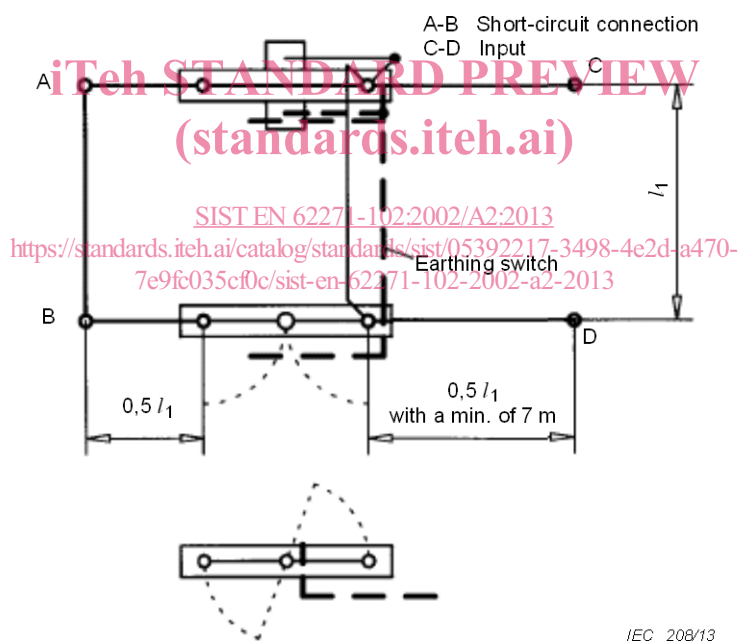 A-B Short-circuit connection
C-D Input
A
C
iTeh STANDARD PREVIEW
(standards.iteh.ai)
l1
SIST EN 62271-102:2002/A2:2013
https://standards.iteh.ai/catalog/standards/sist/05392217-3498-4e2d-a470-
7e9fc035cf0c/sist-en-62271-102-2002-a2-2013
Earthing switch
B
D
0,5 l1
0,5 l1
with a min. of 7 m
IEC 208/13